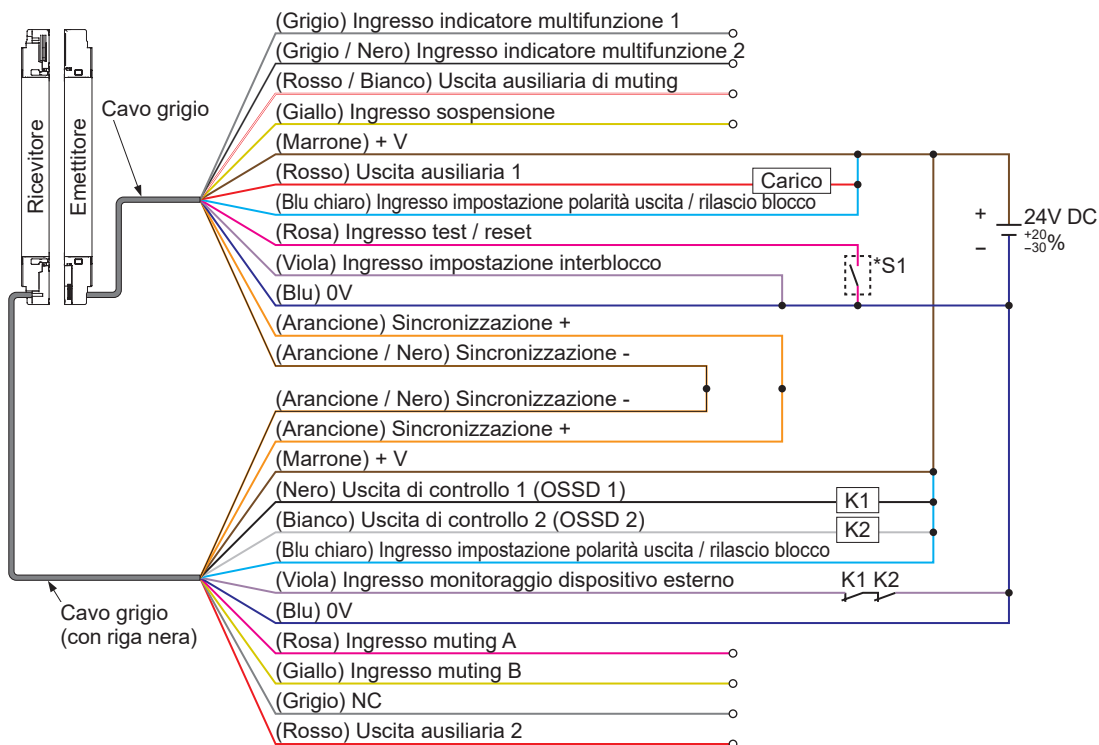 (Grigio) Ingresso indicatore multifunzione 1
(Grigio / Nero) Ingresso indicatore multifunzione 2
(Rosso / Bianco) Uscita ausiliaria di muting
(Giallo) Ingresso sospensione
(Marrone) + V
(Rosso) Uscita ausiliaria 1
Carico
(Blu chiaro) Ingresso impostazione polarità uscita / rilascio blocco
(Rosa) Ingresso test / reset
(Viola) Ingresso impostazione interblocco
(Blu) 0V
(Arancione) Sincronizzazione +
(Arancione / Nero) Sincronizzazione -
Ricevitore
Emettitore
Cavo grigio
*S1
+
24V DC
+20
−30 %
−
(Arancione / Nero) Sincronizzazione -
(Arancione) Sincronizzazione +
(Marrone) + V
(Nero) Uscita di controllo 1 (OSSD 1)
K1
(Bianco) Uscita di controllo 2 (OSSD 2)
K2
(Blu chiaro) Ingresso impostazione polarità uscita / rilascio blocco
(Viola) Ingresso monitoraggio dispositivo esterno
K1 K2
(Blu) 0V
(Rosa) Ingresso muting A
(Giallo) Ingresso muting B
(Grigio) NC
(Rosso) Uscita ausiliaria 2
Cavo grigio
(con riga nera)